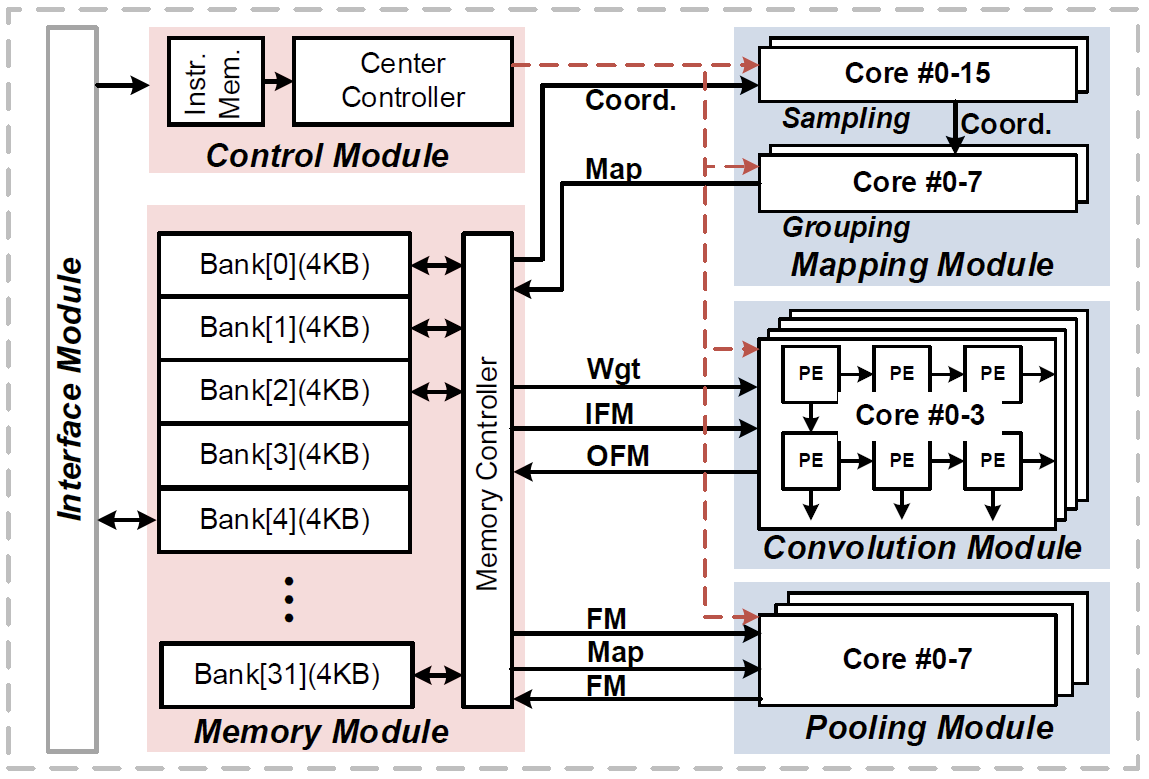 Interface Module
Instr.
Mem.
Center
Controller
Control Module
Bank[0](4KB)
Bank[1](4KB)
Bank[2](4KB)
Bank[3](4KB)
Bank[4](4KB)
Bank[31](4KB)
Memory Controller
Memory Module
Coord.
Map
Wgt
IFM
OFM
FM
Map
FM
Core #0-15
Sampling
Coord.
Core #0-7
Grouping
Mapping Module
PE PE PE
Core #0-3
PE PE PE
Convolution Module
Core #0-7
Pooling Module